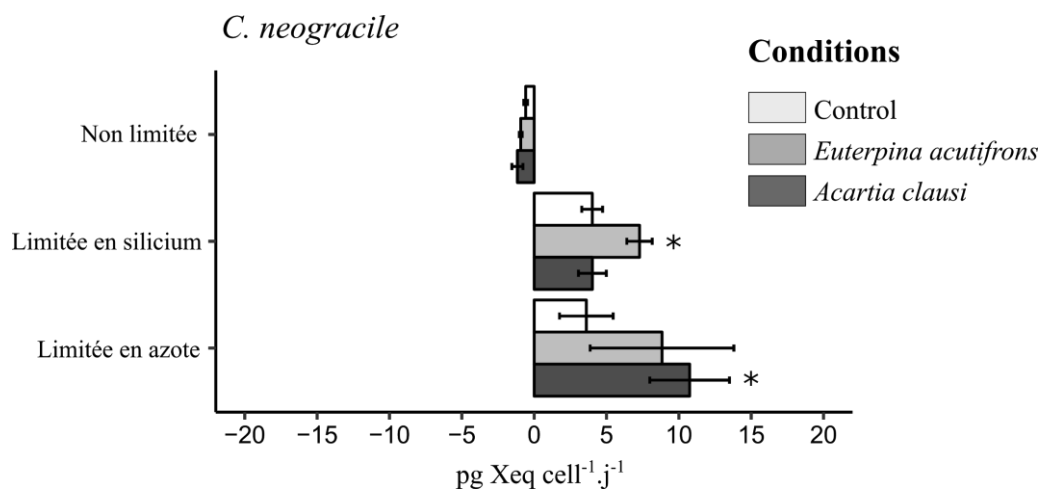 C. neogracile
Conditions
Control
Euterpina acutifrons
Acartia clausi
Non limitée
Limitée en silicium
*
Limitée en azote
*
−20 −15 −10 −5 0 5 10 15 20
pg Xeq cell⁻¹.j⁻¹